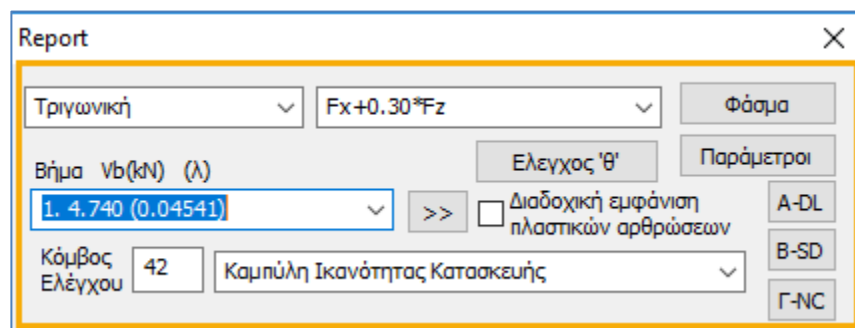 Report
Τριγωνική Fx+0.30*Fz Φάσμα
Ελεγχος 'θ' Παράμετροι
Βήμα Vb(kN) (λ)
1. 4.740 (0.04541) >> Διαδοχική εμφάνιση πλαστικών αρθρώσεων A-DL
Κόμβος Ελέγχου 42 Καμπύλη Ικανότητας Κατασκευής B-SD
Γ-NC